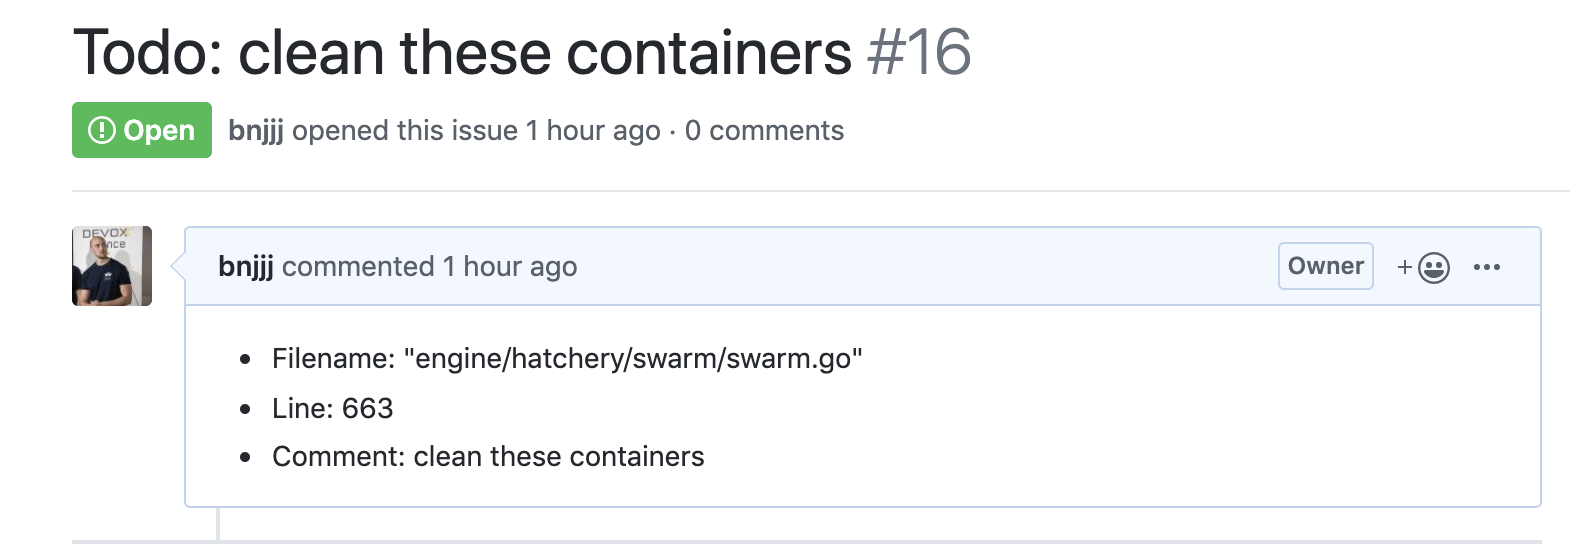 Todo: clean these containers #16
Open bnjjj opened this issue 1 hour ago · 0 comments
DEVOX
nce
bnjjj commented 1 hour ago Owner +
Filename: "engine/hatchery/swarm/swarm.go"
Line: 663
Comment: clean these containers